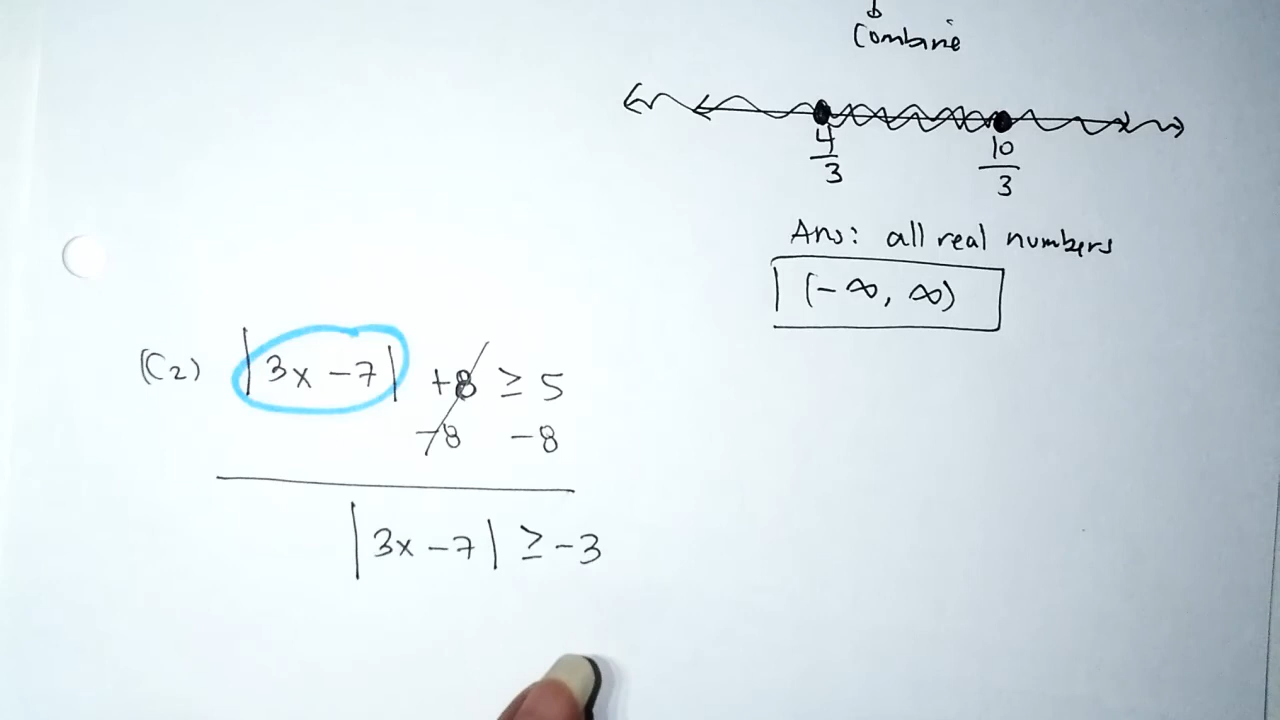 Combine
4/3 10/3
Ans: all real numbers
(-∞, ∞)
(C2) |3x-7| +8 ≥ 5
-8 -8
|3x-7| ≥ -3